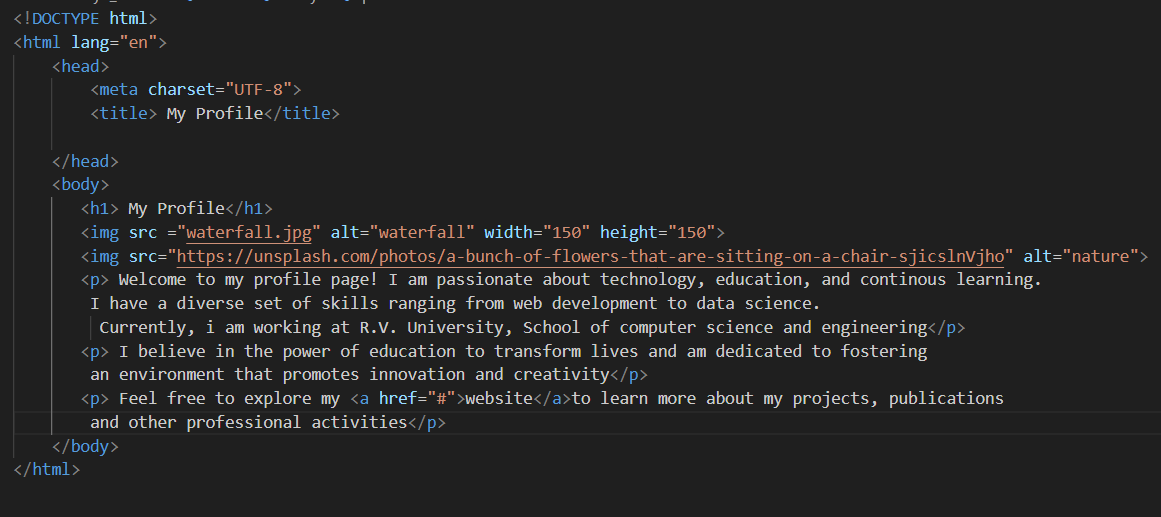 <!DOCTYPE html>
<html lang="en">
<head>
<meta charset="UTF-8">
<title> My Profile</title>
</head>
<body>
<h1> My Profile</h1>
<img src ="waterfall.jpg" alt="waterfall" width="150" height="150">
<img src="https://unsplash.com/photos/a-bunch-of-flowers-that-are-sitting-on-a-chair-sjicslnVjho" alt="nature">
<p> Welcome to my profile page! I am passionate about technology, education, and continous learning.
I have a diverse set of skills ranging from web development to data science.
Currently, i am working at R.V. University, School of computer science and engineering</p>
<p> I believe in the power of education to transform lives and am dedicated to fostering
an environment that promotes innovation and creativity</p>
<p> Feel free to explore my <a href="#">website</a>to learn more about my projects, publications
and other professional activities</p>
</body>
</html>